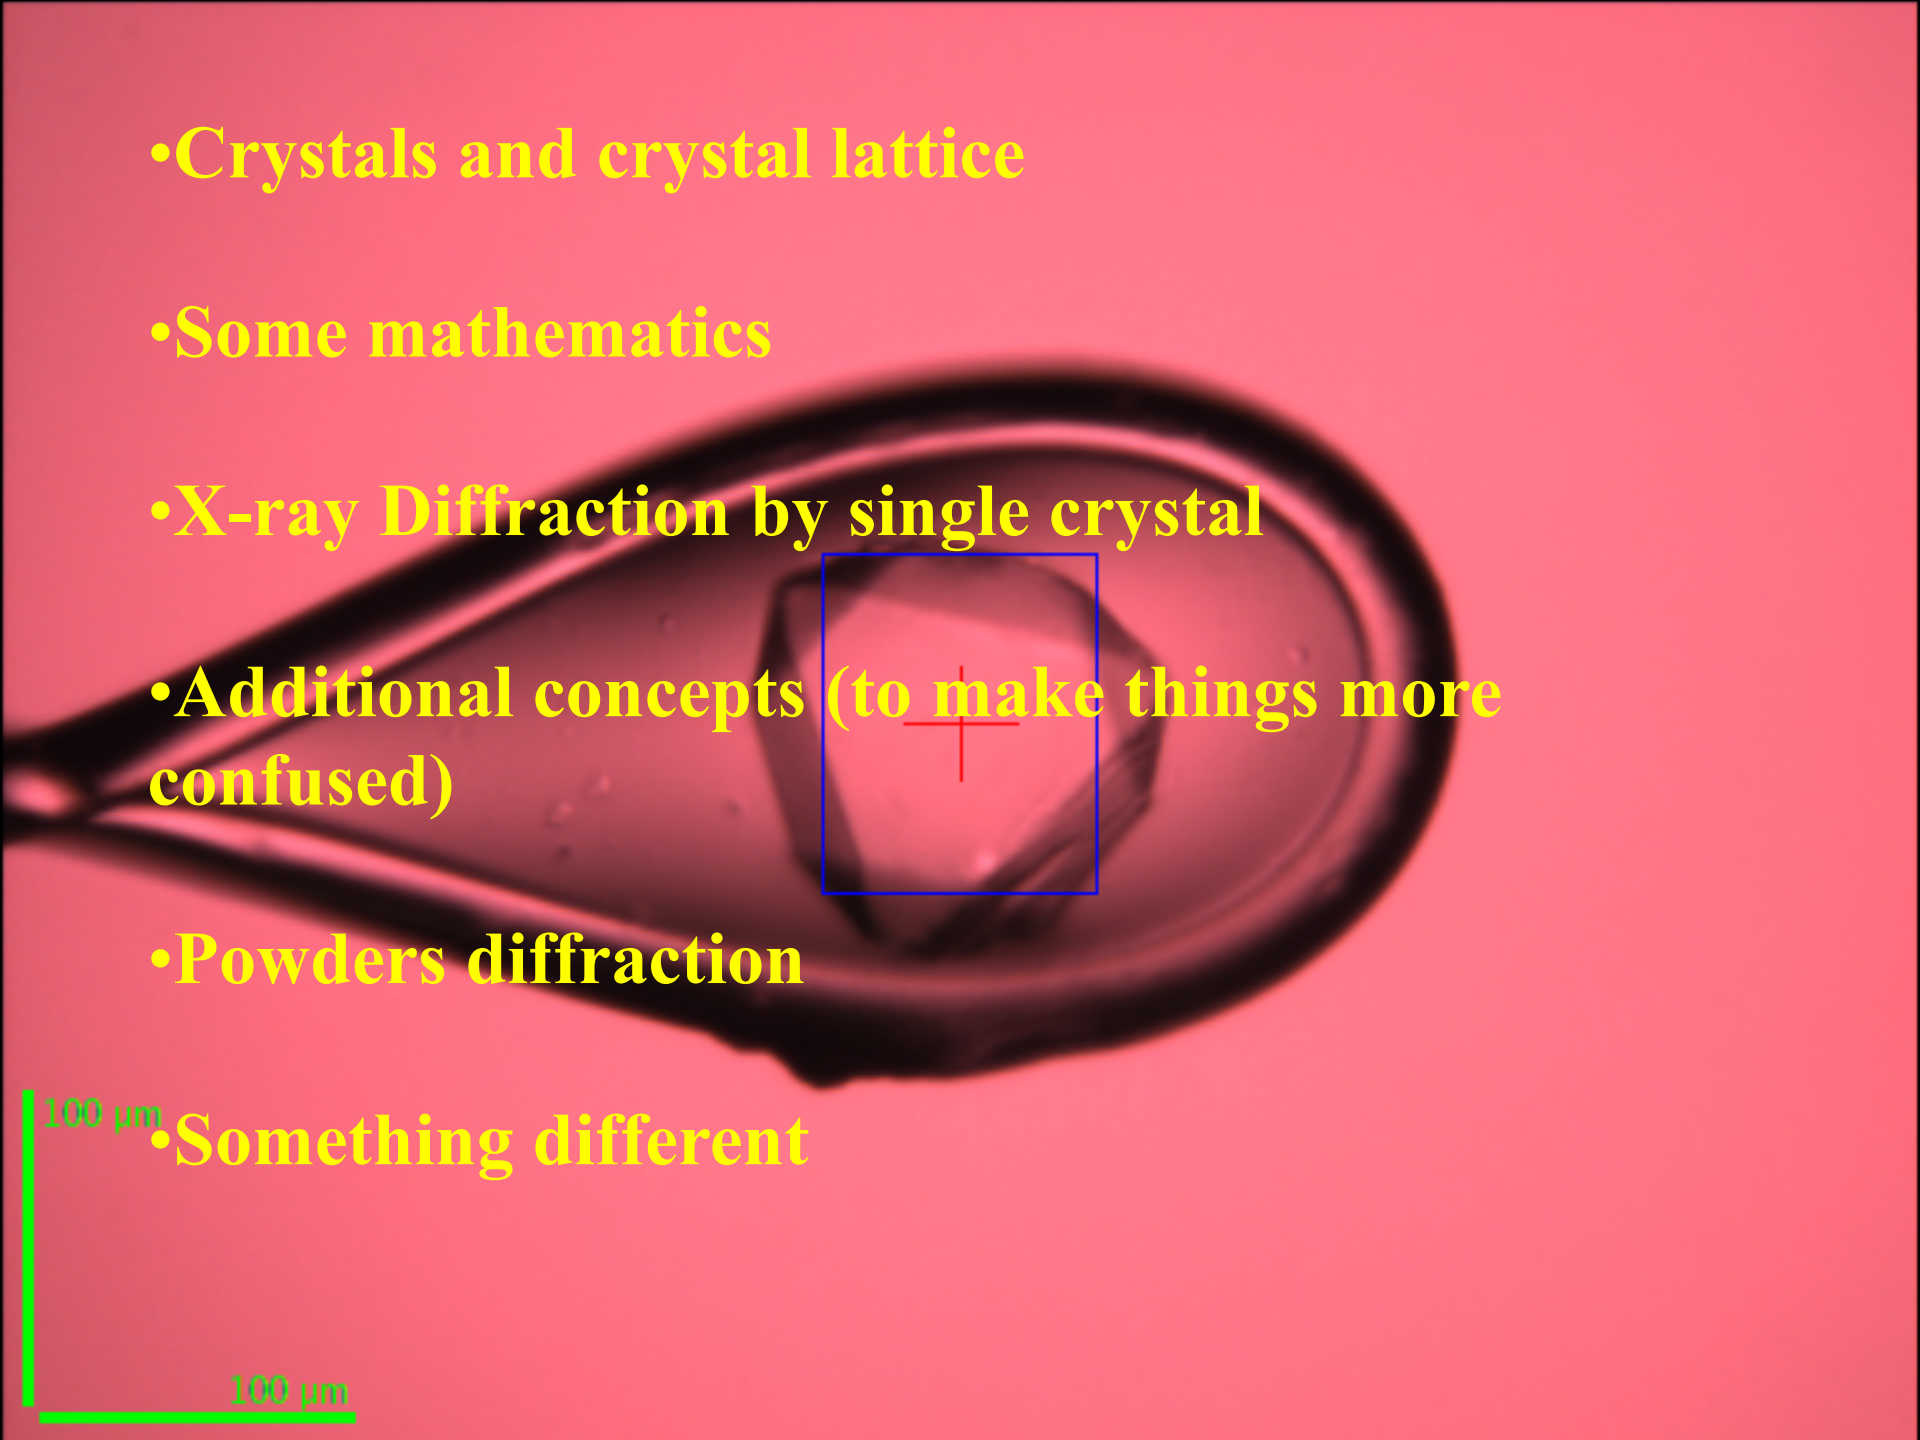 •Crystals and crystal lattice
•Some mathematics
•X-ray Diffraction by single crystal
•Additional concepts (to make things more
confused)
•Powders diffraction
100 µm
•Something different
100 µm